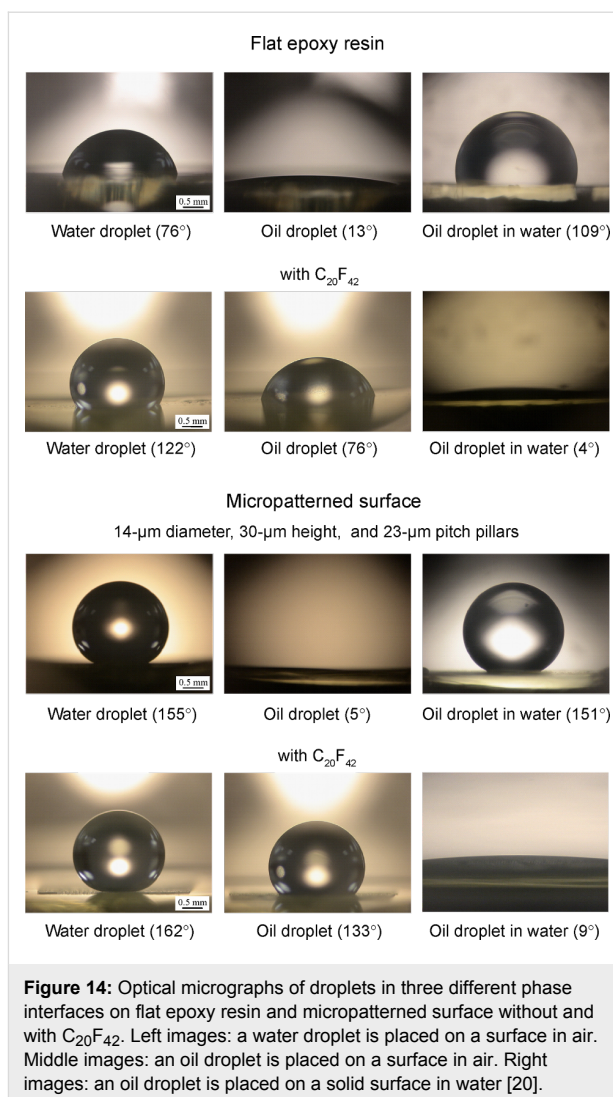 Flat epoxy resin
0.5 mm
Water droplet (76°) Oil droplet (13°) Oil droplet in water (109°)
with C₂₀F₄₂
0.5 mm
Water droplet (122°) Oil droplet (76°) Oil droplet in water (4°)
Micropatterned surface
14-μm diameter, 30-μm height, and 23-μm pitch pillars
0.5 mm
Water droplet (155°) Oil droplet (5°) Oil droplet in water (151°)
with C₂₀F₄₂
0.5 mm
Water droplet (162°) Oil droplet (133°) Oil droplet in water (9°)
Figure 14: Optical micrographs of droplets in three different phase
interfaces on flat epoxy resin and micropatterned surface without and
with C₂₀F₄₂. Left images: a water droplet is placed on a surface in air.
Middle images: an oil droplet is placed on a surface in air. Right
images: an oil droplet is placed on a solid surface in water [20].